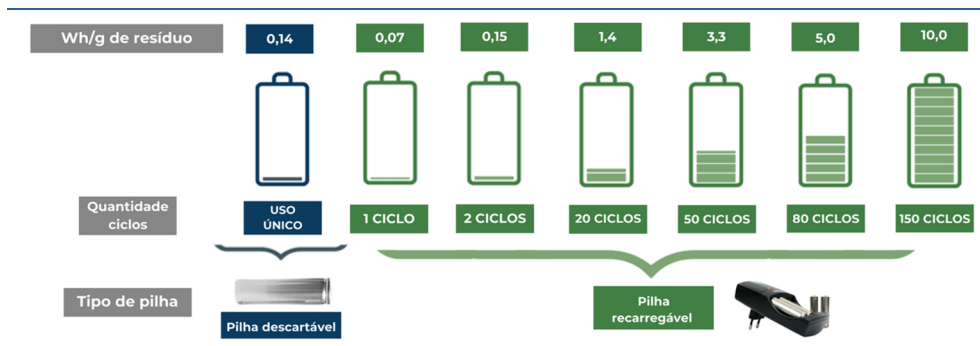 Wh/g de resíduo
0,14
0,07
0,15
1,4
3,3
5,0
10,0
Quantidade
ciclos
USO
ÚNICO
1 CICLO
2 CICLOS
20 CICLOS
50 CICLOS
80 CICLOS
150 CICLOS
Tipo de pilha
Pilha descartável
Pilha
recarregável